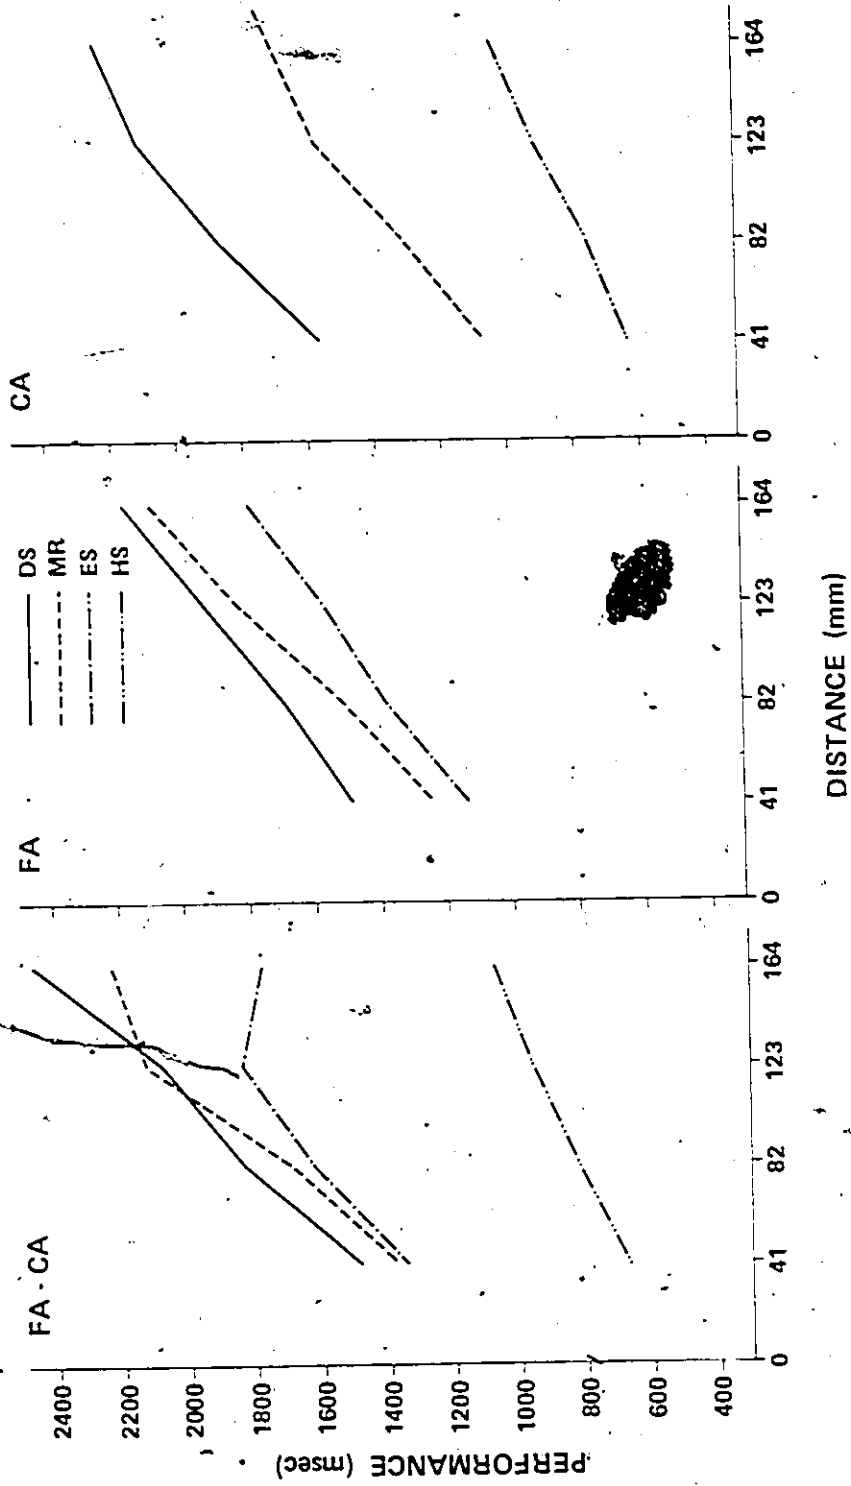 FA - CA
FA
CA
DS
MR
ES
HS
PERFORMANCE (msec)
2400
2200
2000
1800
1600
1400
1200
1000
800
600
400
0 41 82 123 164
0 41 82 123 164
0 41 82 123 164
DISTANCE (mm)